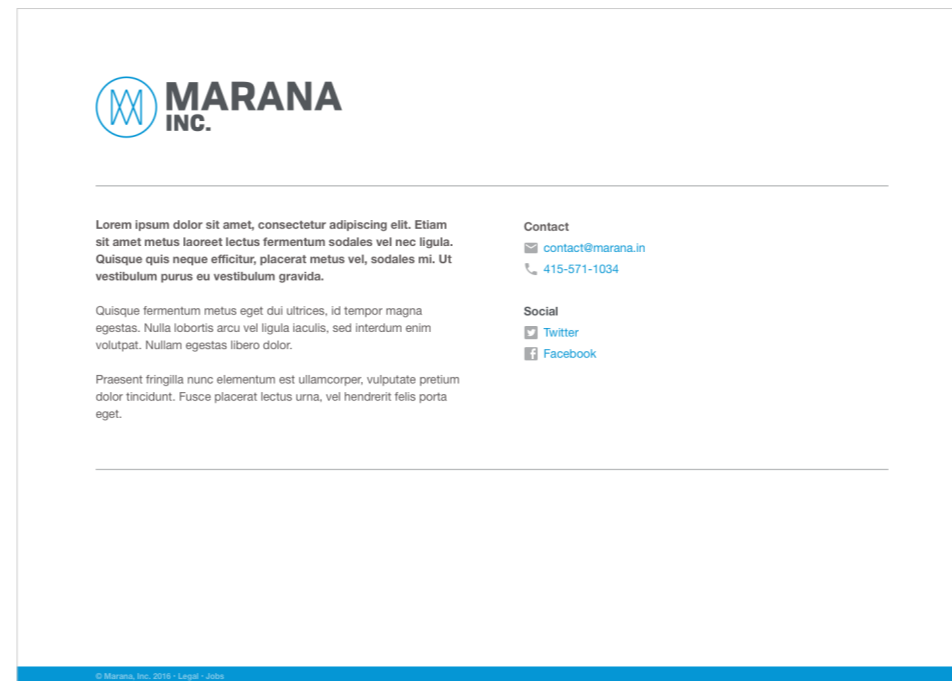 MARANA
INC.
Lorem ipsum dolor sit amet, consectetur adipiscing elit. Etiam
sit amet metus laoreet lectus fermentum sodales vel nec ligula.
Quisque quis neque efficitur, placerat metus vel, sodales mi. Ut
vestibulum purus eu vestibulum gravida.
Quisque fermentum metus eget dui ultrices, id tempor magna
egestas. Nulla lobortis arcu vel ligula iaculis, sed interdum enim
volutpat. Nullam egestas libero dolor.
Praesent fringilla nunc elementum est ullamcorper, vulputate pretium
dolor tincidunt. Fusce placerat lectus urna, vel hendrerit felis porta
eget.
Contact
contact@marana.in
415-571-1034
Social
Twitter
Facebook
© Marana, Inc. 2016 - Legal - Jobs